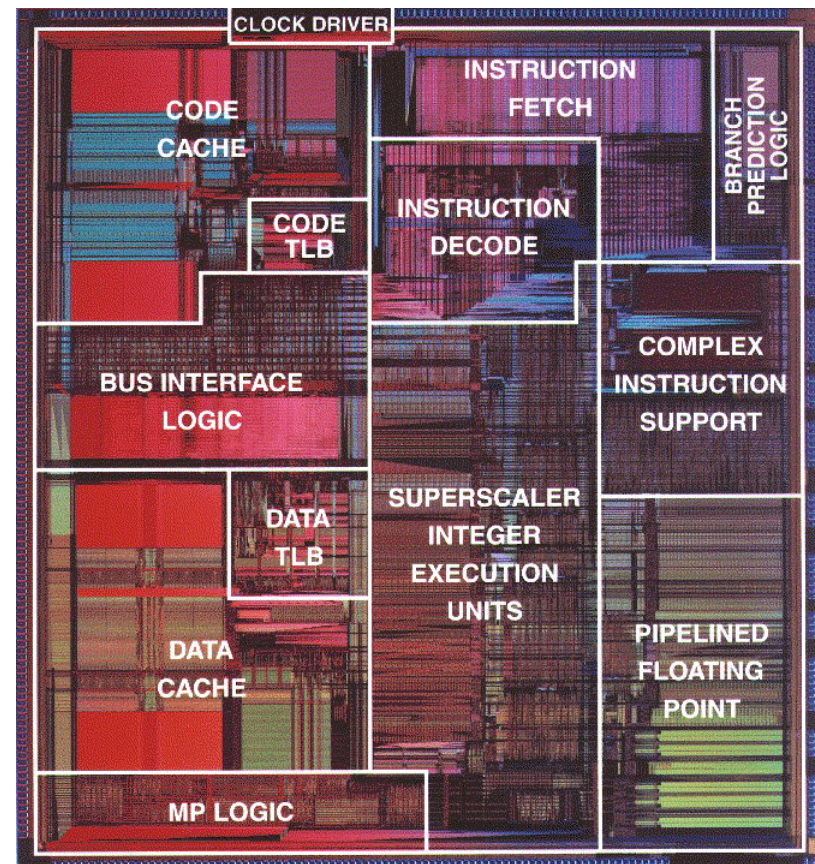 CLOCK DRIVER
CODE
CACHE
INSTRUCTION
FETCH
BRANCH
PREDICTION
LOGIC
CODE
TLB
INSTRUCTION
DECODE
BUS INTERFACE
LOGIC
COMPLEX
INSTRUCTION
SUPPORT
DATA
TLB
SUPERSCALER
INTEGER
EXECUTION
UNITS
DATA
CACHE
PIPELINED
FLOATING
POINT
MP LOGIC